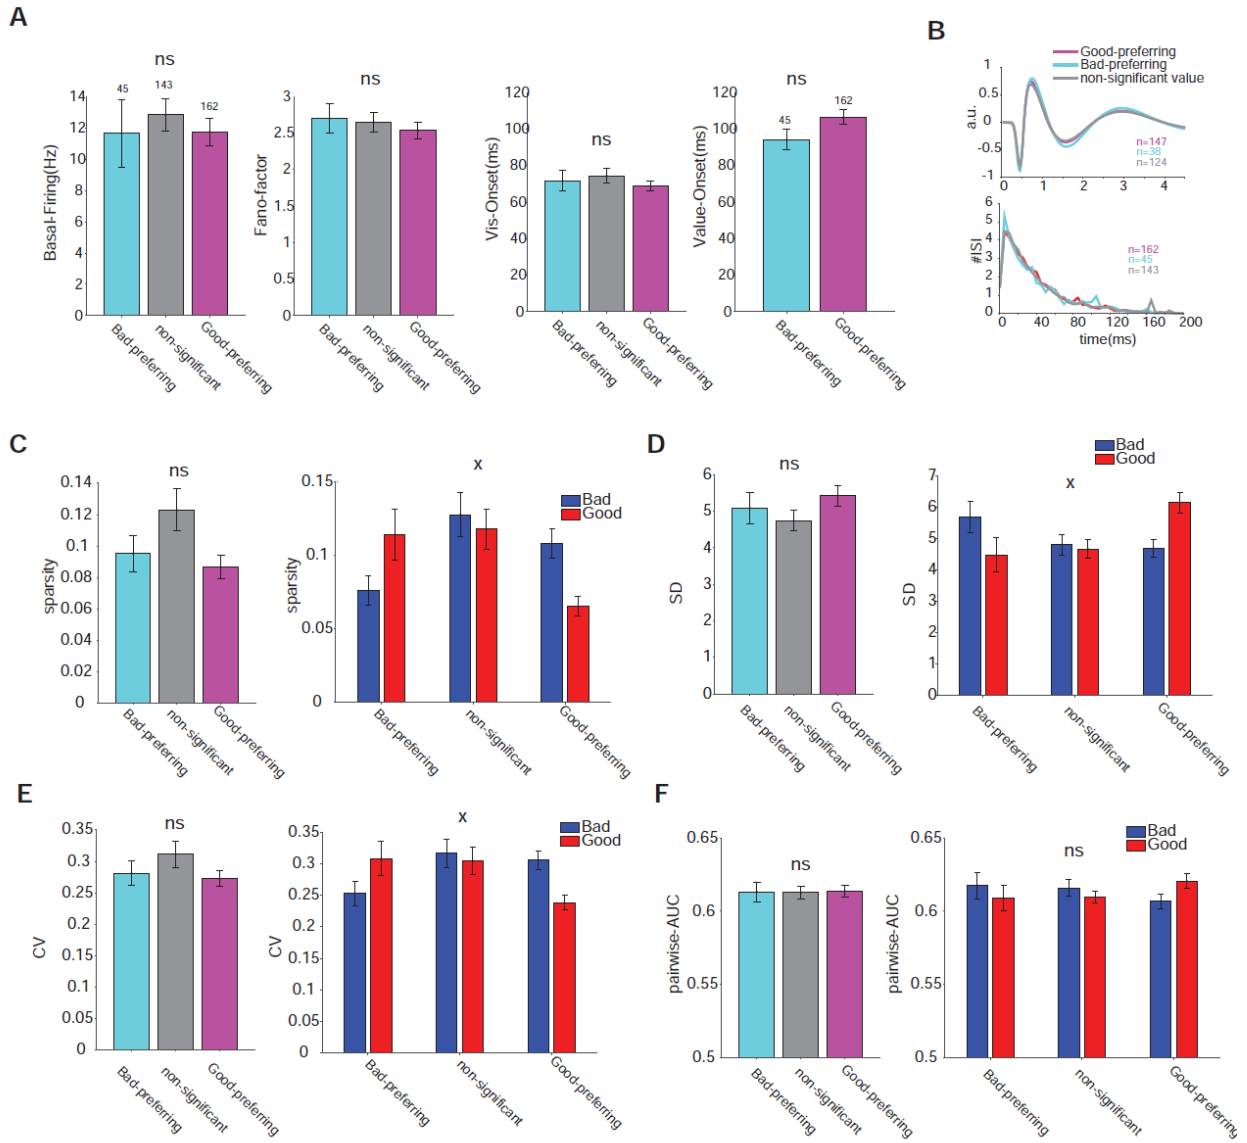 A
ns
45
143
162
14
12
10
8
6
4
2
0
Basal-Firing(Hz)
Bad-preferring
non-significant
Good-preferring
ns
3
2.5
2
1.5
1
0.5
0
Fano-factor
Bad-preferring
non-significant
Good-preferring
ns
120
100
80
60
40
20
0
Vis-Onset(ms)
Bad-preferring
non-significant
Good-preferring
ns
45
162
120
100
80
60
40
20
0
Value-Onset(ms)
Bad-preferring
Good-preferring
B
Good-preferring
Bad-preferring
non-significant value
1
0.5
0
-0.5
-1
a.u.
n=147
n=38
n=124
0 1 2 3 4
6
5
4
3
2
1
0
#ISI
n=162
n=45
n=143
0 40 80 120 160 200
time(ms)
C
ns
0.14
0.12
0.1
0.08
0.06
0.04
0.02
0
sparsity
Bad-preferring
non-significant
Good-preferring
x
Bad
Good
0.15
0.1
0.05
0
sparsity
Bad-preferring
non-significant
Good-preferring
D
ns
6
5
4
3
2
1
0
SD
Bad-preferring
non-significant
Good-preferring
Bad
Good
x
7
6
5
4
3
2
1
0
SD
Bad-preferring
non-significant
Good-preferring
E
ns
0.35
0.3
0.25
0.2
0.15
0.1
0.05
0
CV
Bad-preferring
non-significant
Good-preferring
x
Bad
Good
0.35
0.3
0.25
0.2
0.15
0.1
0.05
0
CV
Bad-preferring
non-significant
Good-preferring
F
ns
0.65
0.6
0.55
0.5
pairwise-AUC
Bad-preferring
non-significant
Good-preferring
Bad
Good
ns
0.65
0.6
0.55
0.5
pairwise-AUC
Bad-preferring
non-significant
Good-preferring